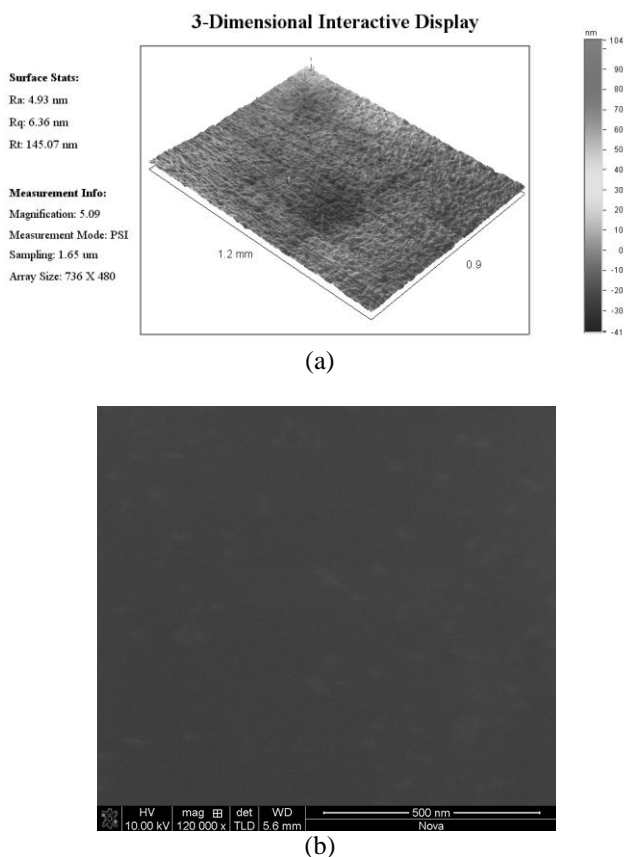 3-Dimensional Interactive Display
Surface Stats:
Ra: 4.93 nm
Rq: 6.36 nm
Rt: 145.07 nm
Measurement Info:
Magnification: 5.09
Measurement Mode: PSI
Sampling: 1.65 um
Array Size: 736 X 480
1.2 mm
0.9
nm
104
90
80
70
60
50
40
30
20
10
0
-10
-20
-30
-41
(a)
HV mag det WD 500 nm
10.00 kV 120 000 x TLD 5.6 mm Nova
(b)